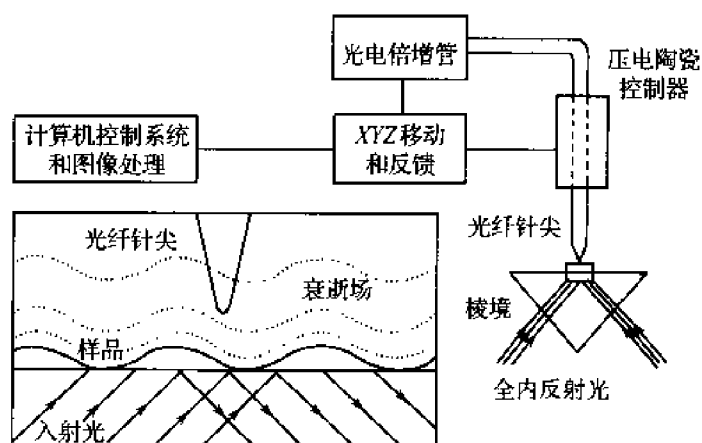 光电倍增管
压电陶瓷
控制器
计算机控制系统
和图像处理
XYZ移动
和反馈
光纤针尖
光纤针尖
衰逝场
样品
入射光
棱境
全内反射光